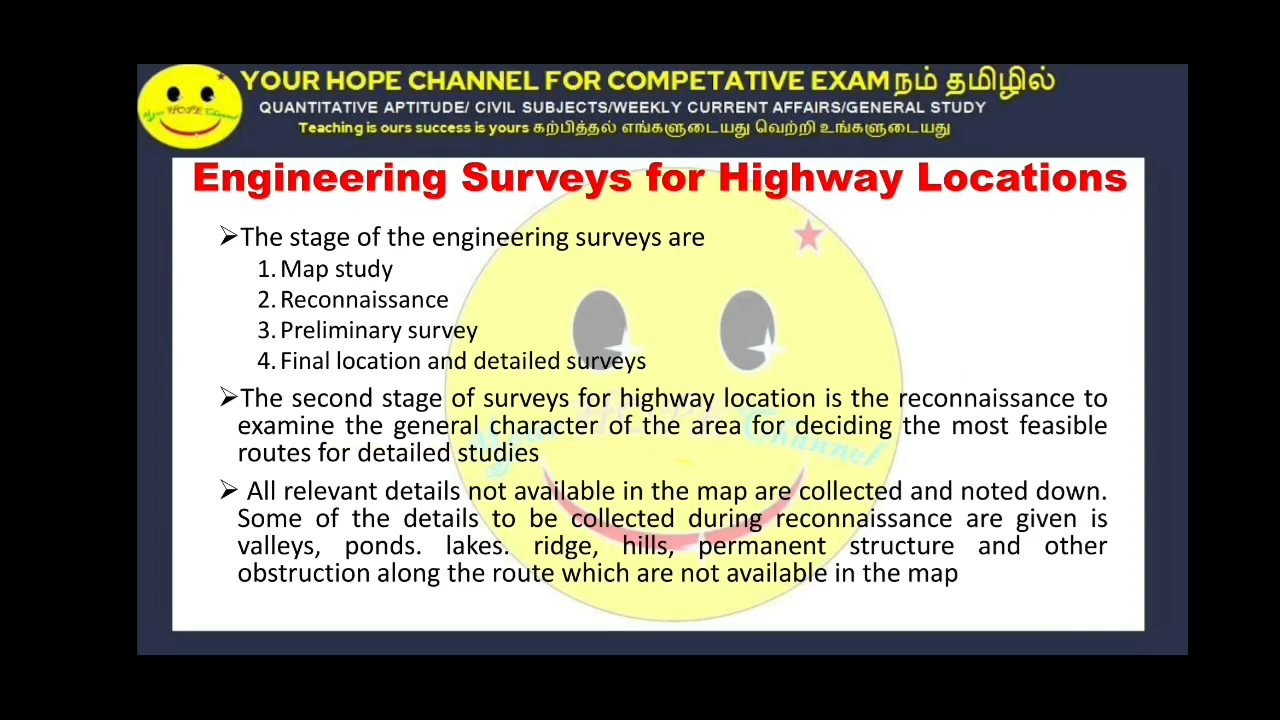 YOUR HOPE CHANNEL FOR COMPETATIVE EXAM நம் தமிழில்
QUANTITATIVE APTITUDE/ CIVIL SUBJECTS/WEEKLY CURRENT AFFAIRS/GENERAL STUDY
Teaching is ours success is yours கற்பித்தல் எங்களுடையது வெற்றி உங்களுடையது
Your HOPE Channel
Engineering Surveys for Highway Locations
➢The stage of the engineering surveys are
1. Map study
2. Reconnaissance
3. Preliminary survey
4. Final location and detailed surveys
➢The second stage of surveys for highway location is the reconnaissance to
examine the general character of the area for deciding the most feasible
routes for detailed studies
➢ All relevant details not available in the map are collected and noted down.
Some of the details to be collected during reconnaissance are given is
valleys, ponds. lakes. ridge, hills, permanent structure and other
obstruction along the route which are not available in the map
Your HOPE Channel